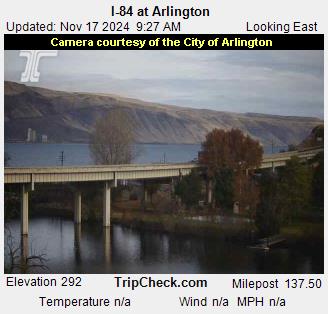 I-84 at Arlington
Updated: Nov 17 2024 9:27 AM Looking East
Camera courtesy of the City of Arlington
Elevation 292 TripCheck.com Milepost 137.50
Temperature n/a Wind n/a MPH n/a